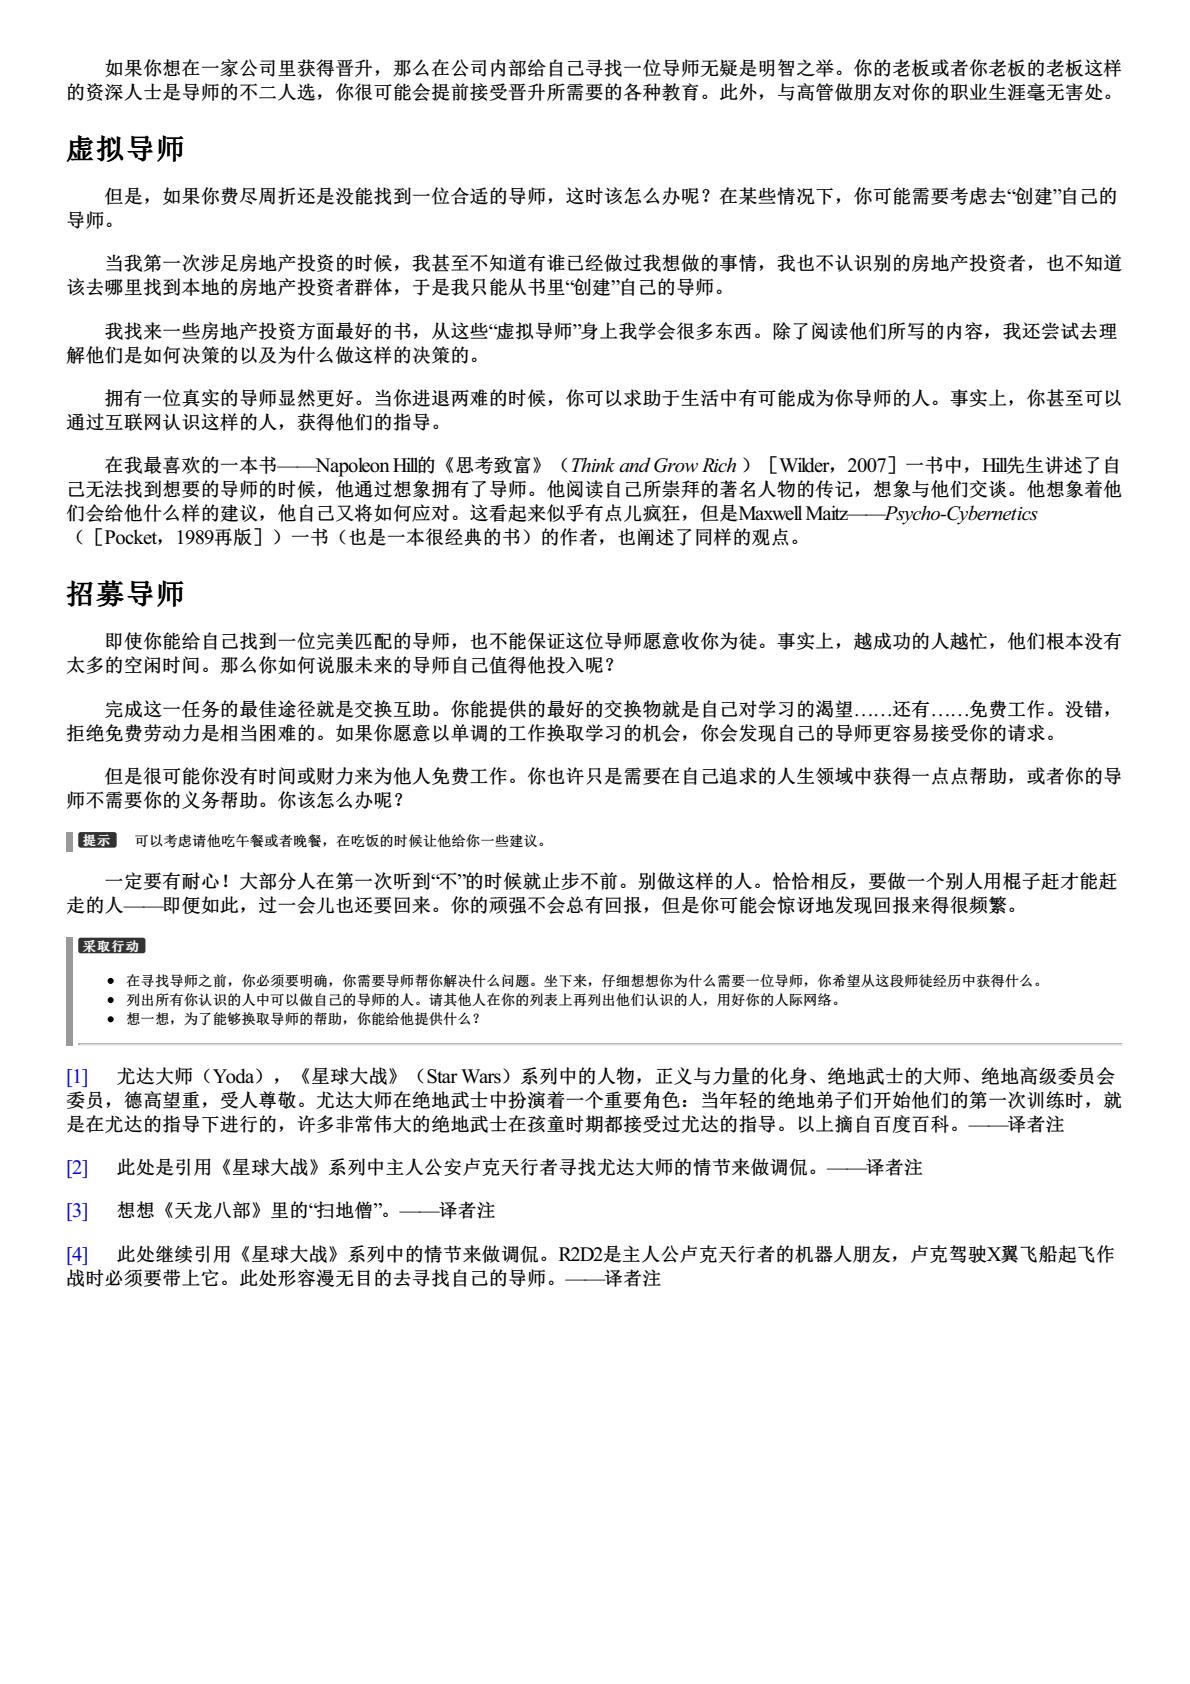 如果你想在一家公司里获得晋升，那么在公司内部给自己寻找一位导师无疑是明智之举。你的老板或者你老板的老板这样
的资深人士是导师的不二人选，你很可能会提前接受晋升所需要的各种教育。此外，与高管做朋友对你的职业生涯毫无害处。
虚拟导师
但是，如果你费尽周折还是没能找到一位合适的导师，这时该怎么办呢？在某些情况下，你可能需要考虑去“创建”自己的
导师。
当我第一次涉足房地产投资的时候，我甚至不知道有谁已经做过我想做的事情，我也不认识别的房地产投资者，也不知道
该去哪里找到本地的房地产投资者群体，于是我只能从书里“创建”自己的导师。
我找来一些房地产投资方面最好的书，从这些“虚拟导师”身上我学会很多东西。除了阅读他们所写的内容，我还尝试去理
解他们是如何决策的以及为什么做这样的决策的。
拥有一位真实的导师显然更好。当你进退两难的时候，你可以求助于生活中有可能成为你导师的人。事实上，你甚至可以
通过互联网认识这样的人，获得他们的指导。
在我最喜欢的一本书——Napoleon Hill的《思考致富》（Think and Grow Rich ）［Wilder，2007］一书中，Hill先生讲述了自
己无法找到想要的导师的时候，他通过想象拥有了导师。他阅读自己所崇拜的著名人物的传记，想象与他们交谈。他想象着他
们会给他什么样的建议，他自己又将如何应对。这看起来似乎有点儿疯狂，但是Maxwell Maitz——Psycho-Cybernetics
（［Pocket，1989再版］）一书（也是一本很经典的书）的作者，也阐述了同样的观点。
招募导师
即使你能给自己找到一位完美匹配的导师，也不能保证这位导师愿意收你为徒。事实上，越成功的人越忙，他们根本没有
太多的空闲时间。那么你如何说服未来的导师自己值得他投入呢？
完成这一任务的最佳途径就是交换互助。你能提供的最好的交换物就是自己对学习的渴望……还有……免费工作。没错，
拒绝免费劳动力是相当困难的。如果你愿意以单调的工作换取学习的机会，你会发现自己的导师更容易接受你的请求。
但是很可能你没有时间或财力来为他人免费工作。你也许只是需要在自己追求的人生领域中获得一点点帮助，或者你的导
师不需要你的义务帮助。你该怎么办呢？
提示 可以考虑请他吃午餐或者晚餐，在吃饭的时候让他给你一些建议。
一定要有耐心！大部分人在第一次听到“不”的时候就止步不前。别做这样的人。恰恰相反，要做一个别人用棍子赶才能赶
走的人——即便如此，过一会儿也还要回来。你的顽强不会总有回报，但是你可能会惊讶地发现回报来得很频繁。
采取行动
● 在寻找导师之前，你必须要明确，你需要导师帮你解决什么问题。坐下来，仔细想想你为什么需要一位导师，你希望从这段师徒经历中获得什么。
● 列出所有你认识的人中可以做自己的导师的人。请其他人在你的列表上再列出他们认识的人，用好你的人际网络。
● 想一想，为了能够换取导师的帮助，你能给他提供什么？
[1] 尤达大师（Yoda），《星球大战》（Star Wars）系列中的人物，正义与力量的化身、绝地武士的大师、绝地高级委员会
委员，德高望重，受人尊敬。尤达大师在绝地武士中扮演着一个重要角色：当年轻的绝地弟子们开始他们的第一次训练时，就
是在尤达的指导下进行的，许多非常伟大的绝地武士在孩童时期都接受过尤达的指导。以上摘自百度百科。——译者注
[2] 此处是引用《星球大战》系列中主人公安卢克天行者寻找尤达大师的情节来做调侃。——译者注
[3] 想想《天龙八部》里的“扫地僧”。——译者注
[4] 此处继续引用《星球大战》系列中的情节来做调侃。R2D2是主人公卢克天行者的机器人朋友，卢克驾驶X翼飞船起飞作
战时必须要带上它。此处形容漫无目的去寻找自己的导师。——译者注